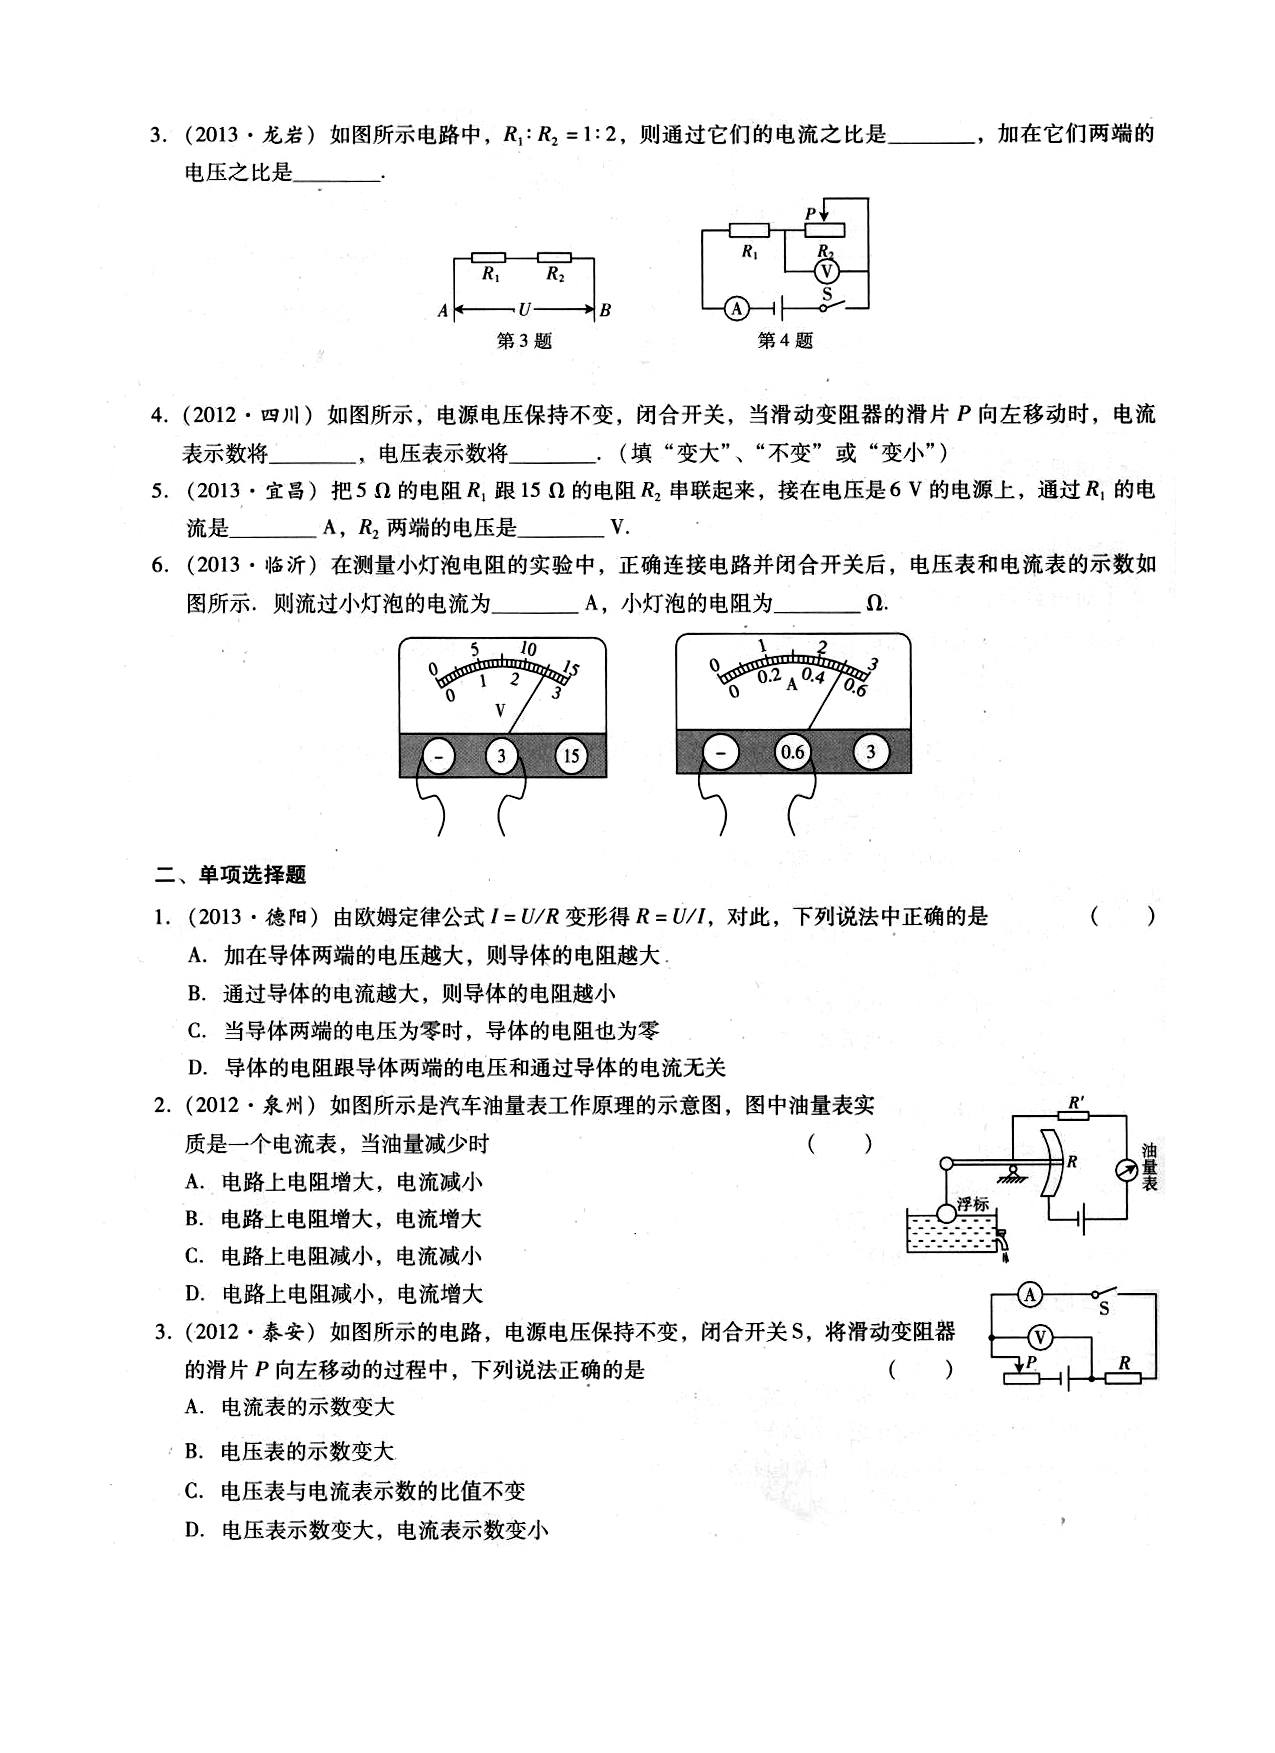 3. (2013·龙岩) 如图所示电路中，R₁∶R₂ =1∶2，则通过它们的电流之比是________，加在它们两端的
电压之比是________.
R₁ R₂
A U B
第3题
P
R₁ R₂
V
S
A
第4题
4. (2012·四川) 如图所示，电源电压保持不变，闭合开关，当滑动变阻器的滑片 P 向左移动时，电流
表示数将________，电压表示数将________.（填“变大”、“不变”或“变小”）
5. (2013·宜昌) 把5 Ω 的电阻 R₁ 跟15 Ω 的电阻 R₂ 串联起来，接在电压是6 V 的电源上，通过 R₁ 的电
流是________ A，R₂ 两端的电压是________ V.
6. (2013·临沂) 在测量小灯泡电阻的实验中，正确连接电路并闭合开关后，电压表和电流表的示数如
图所示. 则流过小灯泡的电流为________ A，小灯泡的电阻为________ Ω.
0 5 10 15
0 1 2 3
V
- 3 15
0 1 2 3
0 0.2 0.4 0.6
A
- 0.6 3
二、单项选择题
1. (2013·德阳) 由欧姆定律公式 I = U/R 变形得 R = U/I，对此，下列说法中正确的是 （ ）
A. 加在导体两端的电压越大，则导体的电阻越大
B. 通过导体的电流越大，则导体的电阻越小
C. 当导体两端的电压为零时，导体的电阻也为零
D. 导体的电阻跟导体两端的电压和通过导体的电流无关
2. (2012·泉州) 如图所示是汽车油量表工作原理的示意图，图中油量表实
质是一个电流表，当油量减少时 （ ）
A. 电路上电阻增大，电流减小
B. 电路上电阻增大，电流增大
C. 电路上电阻减小，电流减小
D. 电路上电阻减小，电流增大
R′
R
油量表
浮标
3. (2012·泰安) 如图所示的电路，电源电压保持不变，闭合开关 S，将滑动变阻器
的滑片 P 向左移动的过程中，下列说法正确的是 （ ）
A. 电流表的示数变大
B. 电压表的示数变大
C. 电压表与电流表示数的比值不变
D. 电压表示数变大，电流表示数变小
A
S
V
P R